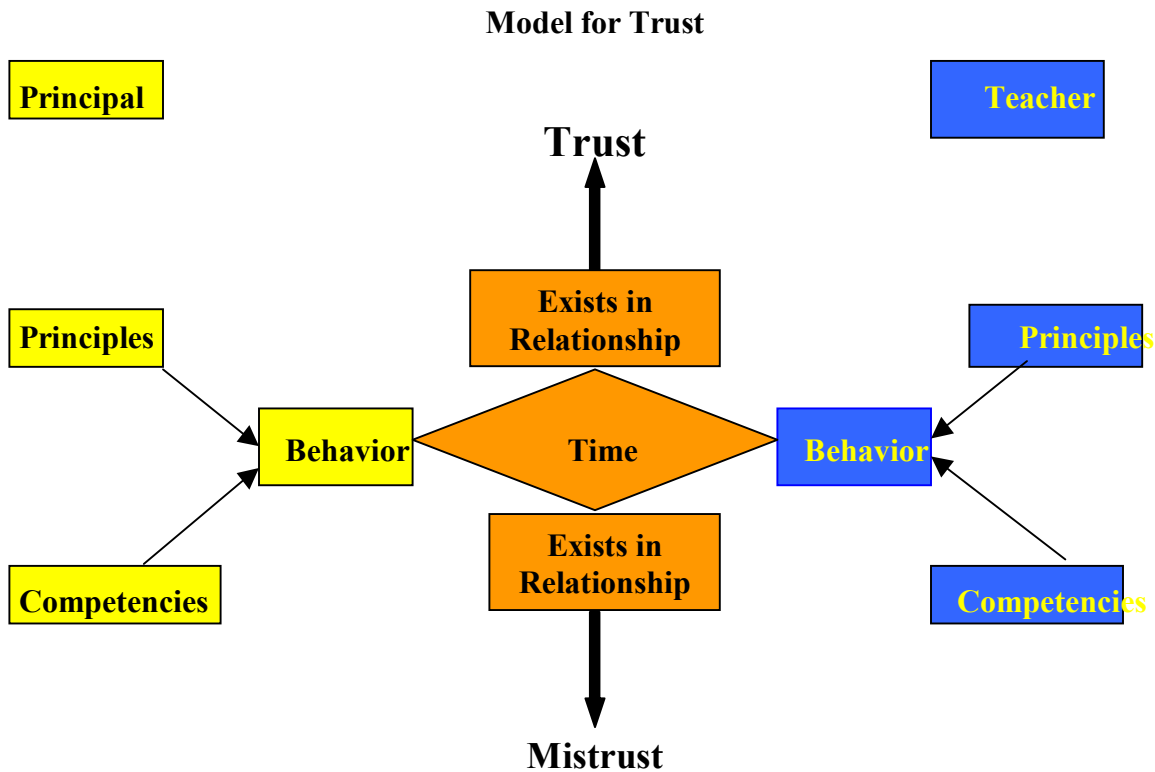 Model for Trust
Principal
Teacher
Trust
Exists in
Relationship
Principles
Principles
Behavior
Time
Behavior
Exists in
Relationship
Competencies
Competencies
Mistrust